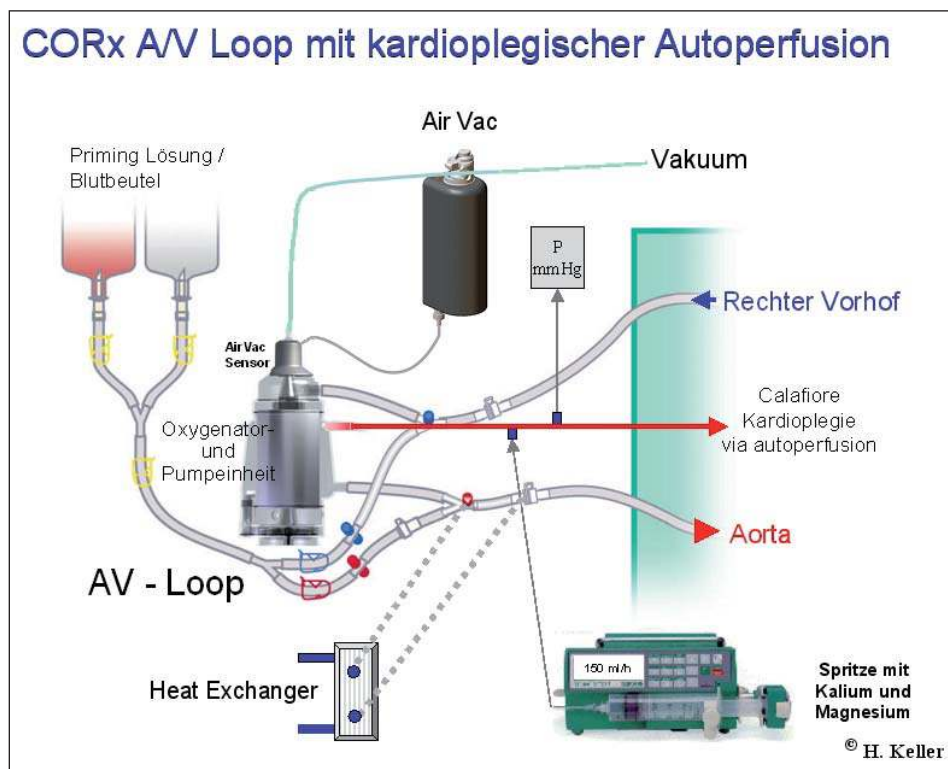 CORx A/V Loop mit kardioplegischer Autoperfusion
Air Vac
Priming Lösung /
Blutbeutel
Vakuum
P
mmHg
Rechter Vorhof
Air Vac
Sensor
Calafiore
Kardioplegie
via autoperfusion
Oxygenator-
und
Pumpeinheit
Aorta
AV - Loop
150 ml/h
Heat Exchanger
Spritze mit
Kalium und
Magnesium
© H. Keller